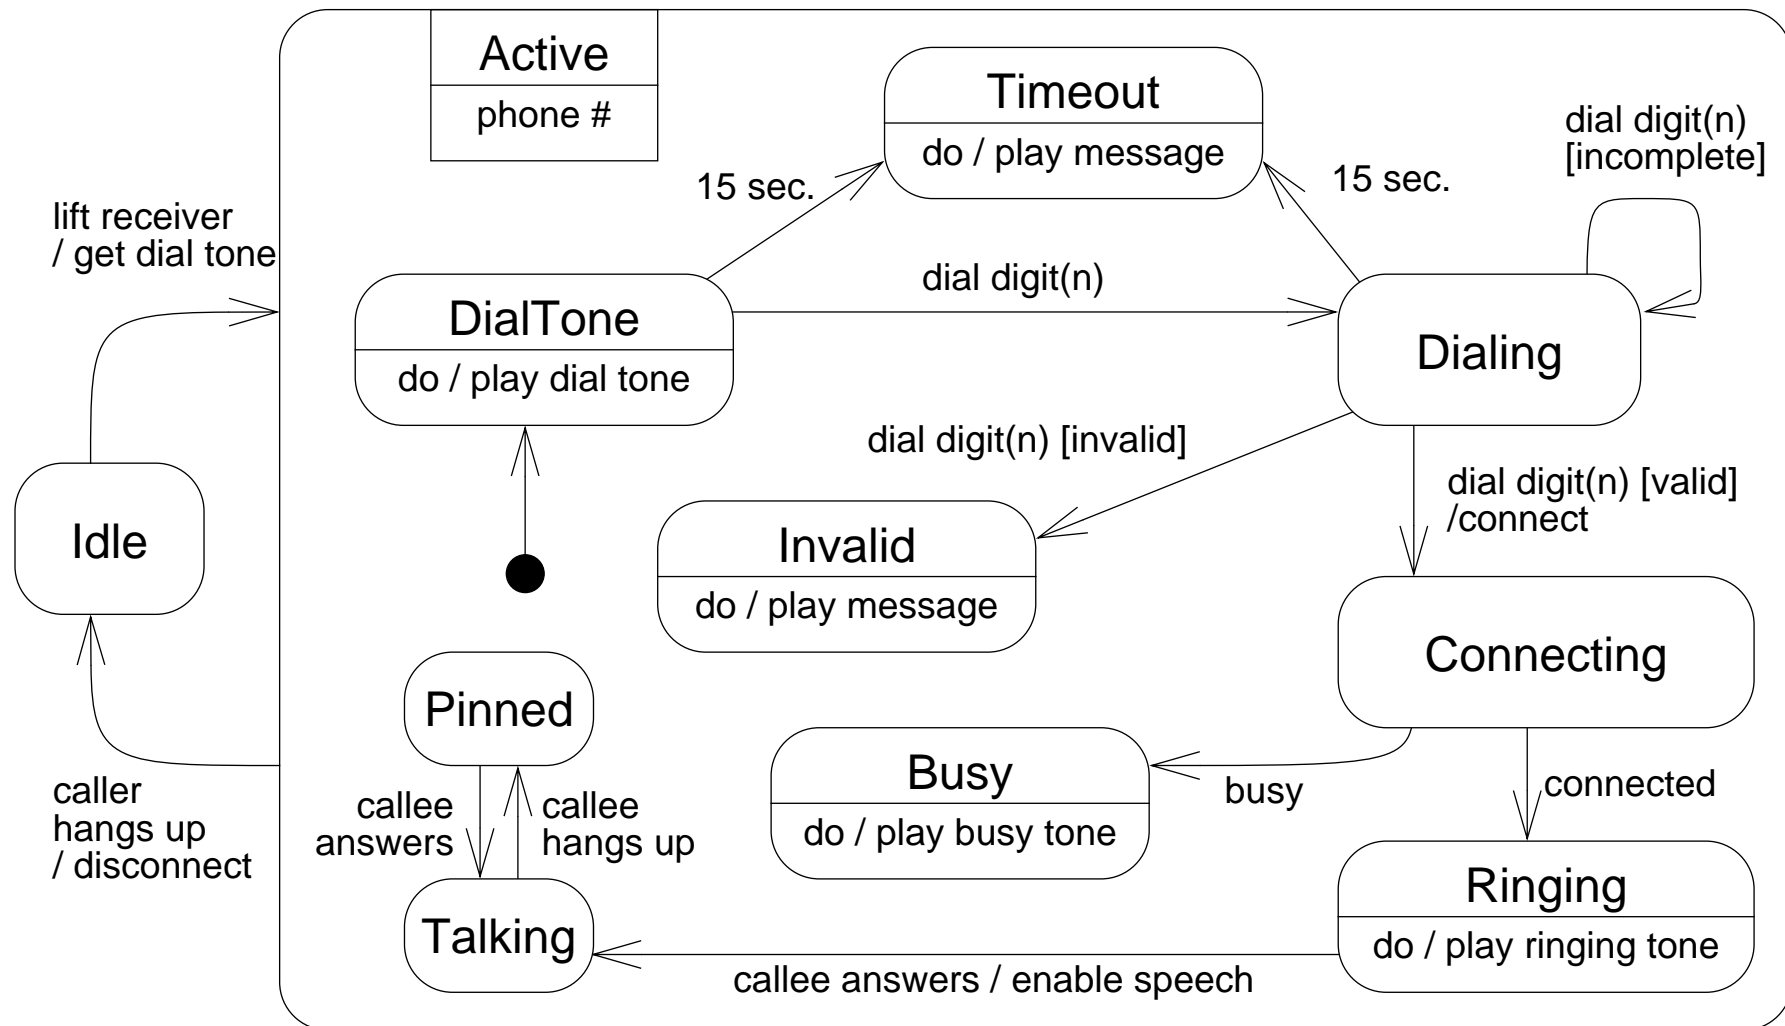 Active
phone #
Timeout
do / play message
dial digit(n)
[incomplete]
15 sec.
15 sec.
lift receiver
/ get dial tone
dial digit(n)
DialTone
do / play dial tone
Dialing
dial digit(n) [invalid]
dial digit(n) [valid]
/connect
Idle
Invalid
do / play message
Connecting
Pinned
Busy
do / play busy tone
busy
connected
caller
hangs up
/ disconnect
callee
answers
callee
hangs up
Ringing
do / play ringing tone
Talking
callee answers / enable speech